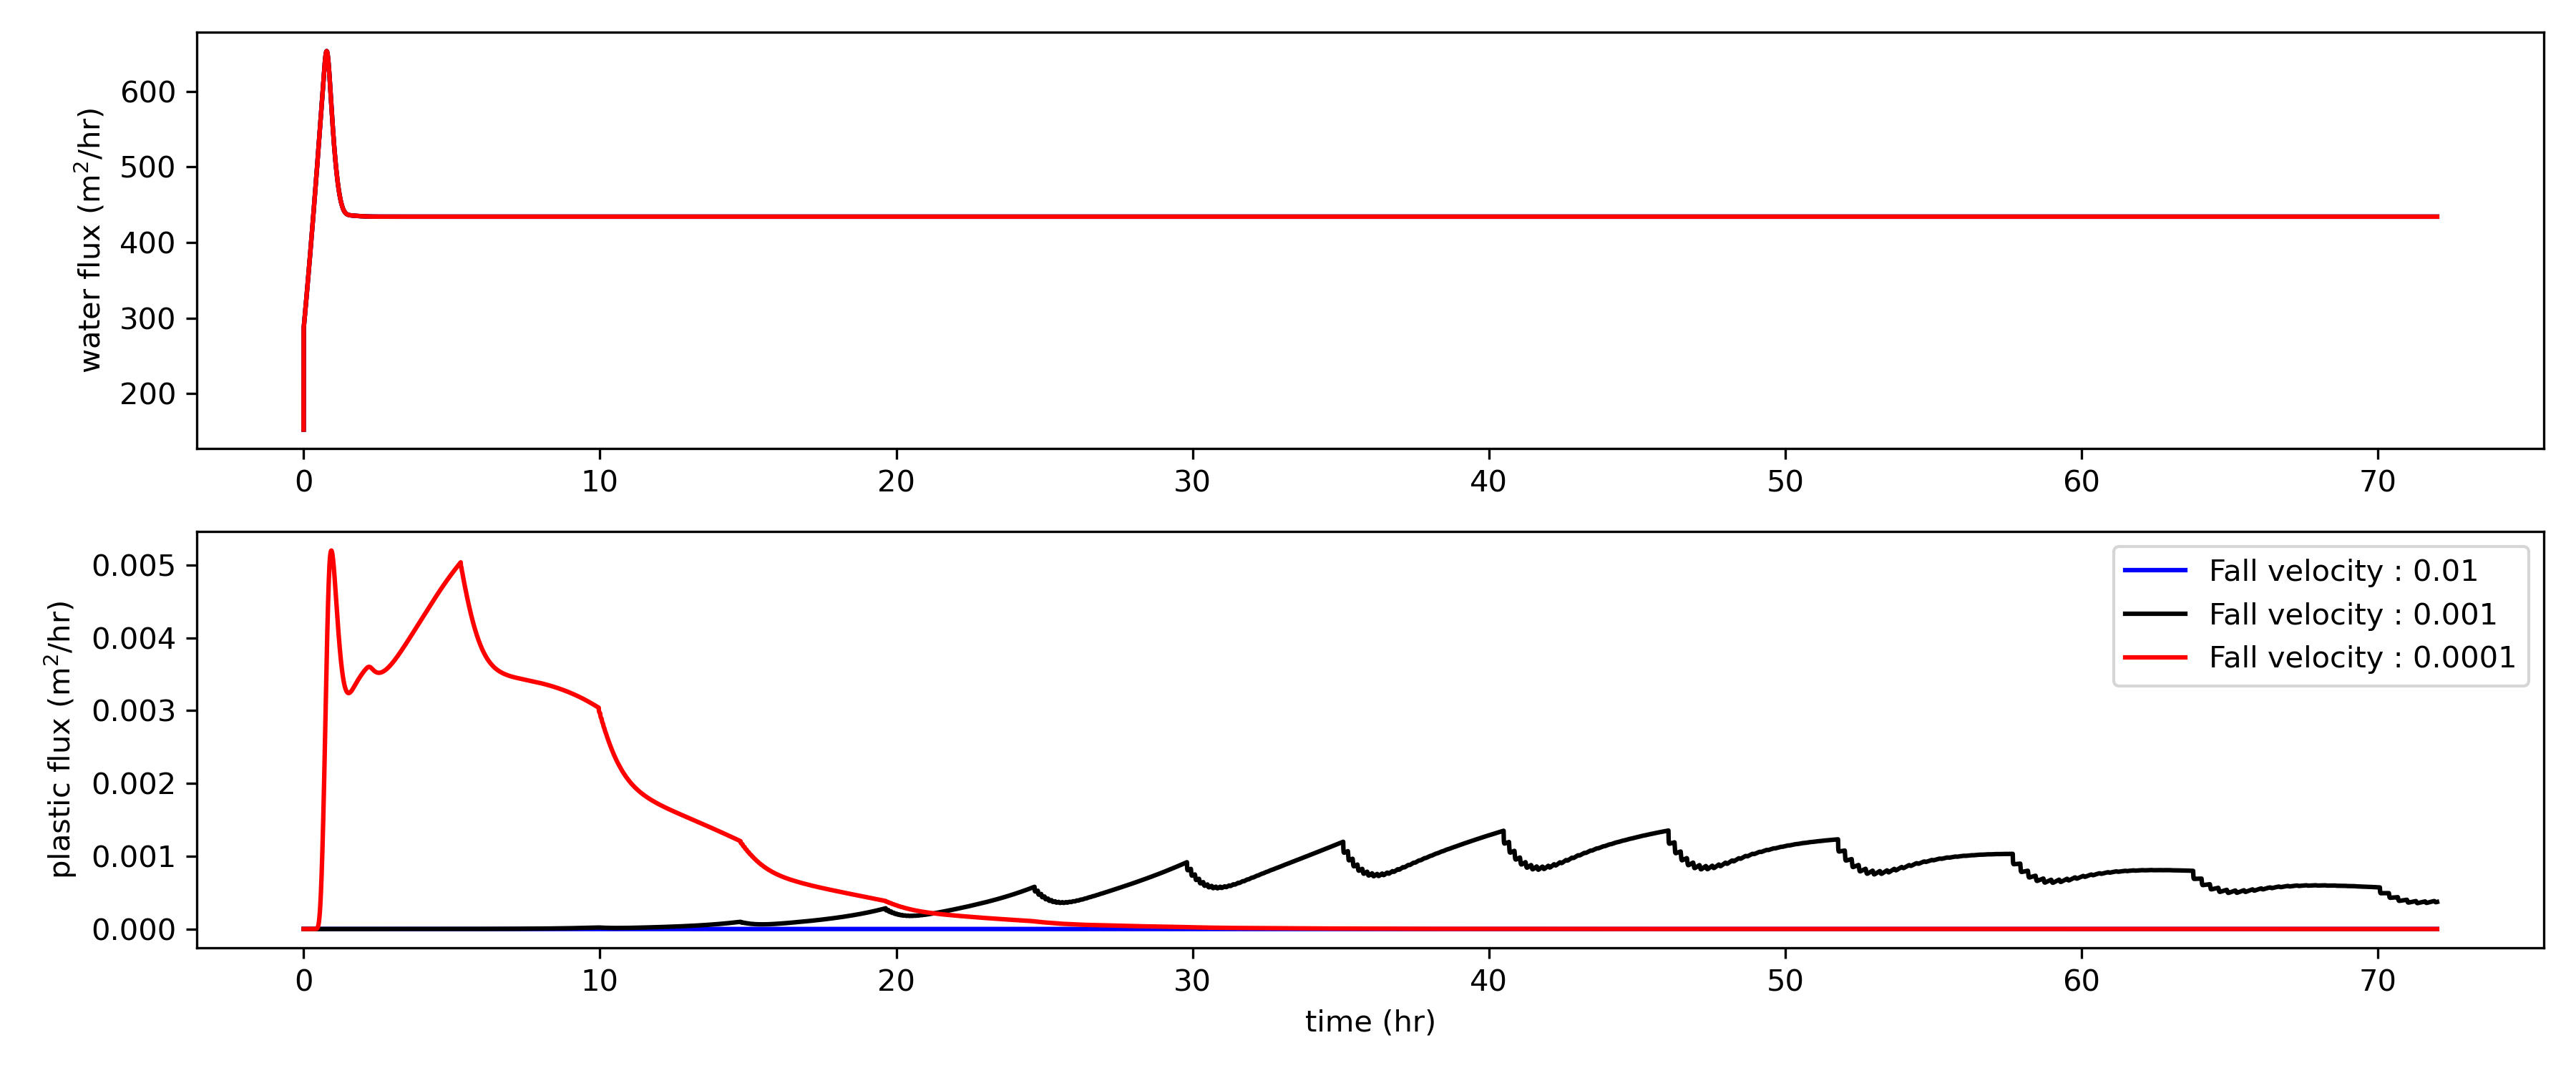 water flux (m²/hr)
600
500
400
300
200
0 10 20 30 40 50 60 70
plastic flux (m²/hr)
0.005
0.004
0.003
0.002
0.001
0.000
Fall velocity : 0.01
Fall velocity : 0.001
Fall velocity : 0.0001
0 10 20 30 40 50 60 70
time (hr)